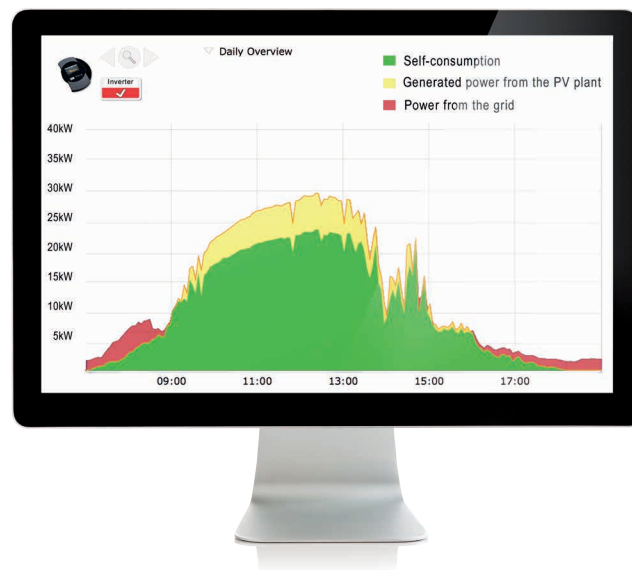 Daily Overview
Inverter
Self-consumption
Generated power from the PV plant
Power from the grid
40kW
35kW
30kW
25kW
20kW
15kW
10kW
5kW
09:00 11:00 13:00 15:00 17:00